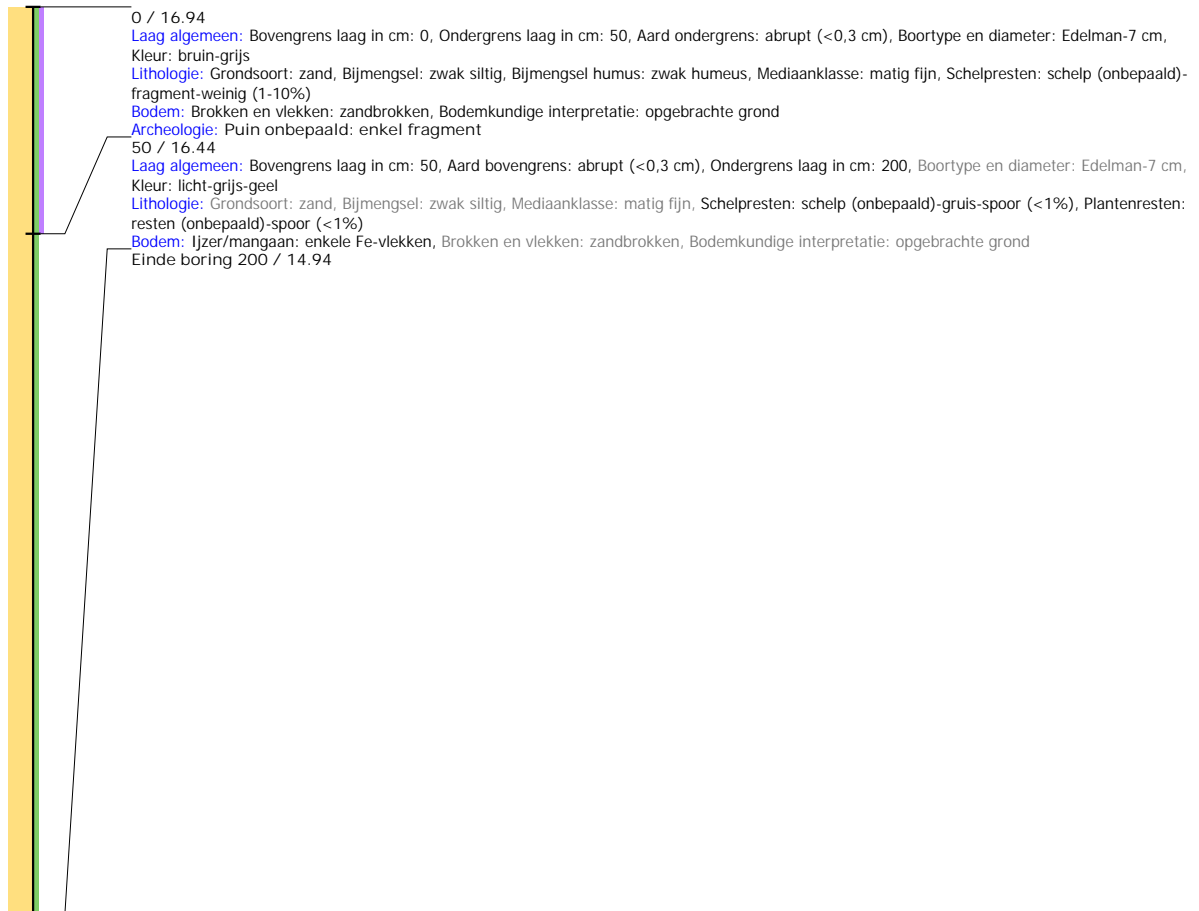 0 / 16.94
Laag algemeen: Bovengrens laag in cm: 0, Ondergrens laag in cm: 50, Aard ondergrens: abrupt (<0,3 cm), Boortype en diameter: Edelman-7 cm,
Kleur: bruin-grijs
Lithologie: Grondsoort: zand, Bijmengsel: zwak siltig, Bijmengsel humus: zwak humeus, Mediaanklasse: matig fijn, Schelpresten: schelp (onbepaald)-
fragment-weinig (1-10%)
Bodem: Brokken en vlekken: zandbrokken, Bodemkundige interpretatie: opgebrachte grond
Archeologie: Puin onbepaald: enkel fragment
50 / 16.44
Laag algemeen: Bovengrens laag in cm: 50, Aard bovengrens: abrupt (<0,3 cm), Ondergrens laag in cm: 200, Boortype en diameter: Edelman-7 cm,
Kleur: licht-grijs-geel
Lithologie: Grondsoort: zand, Bijmengsel: zwak siltig, Mediaanklasse: matig fijn, Schelpresten: schelp (onbepaald)-gruis-spoor (<1%), Plantenresten:
resten (onbepaald)-spoor (<1%)
Bodem: Ijzer/mangaan: enkele Fe-vlekken, Brokken en vlekken: zandbrokken, Bodemkundige interpretatie: opgebrachte grond
Einde boring 200 / 14.94